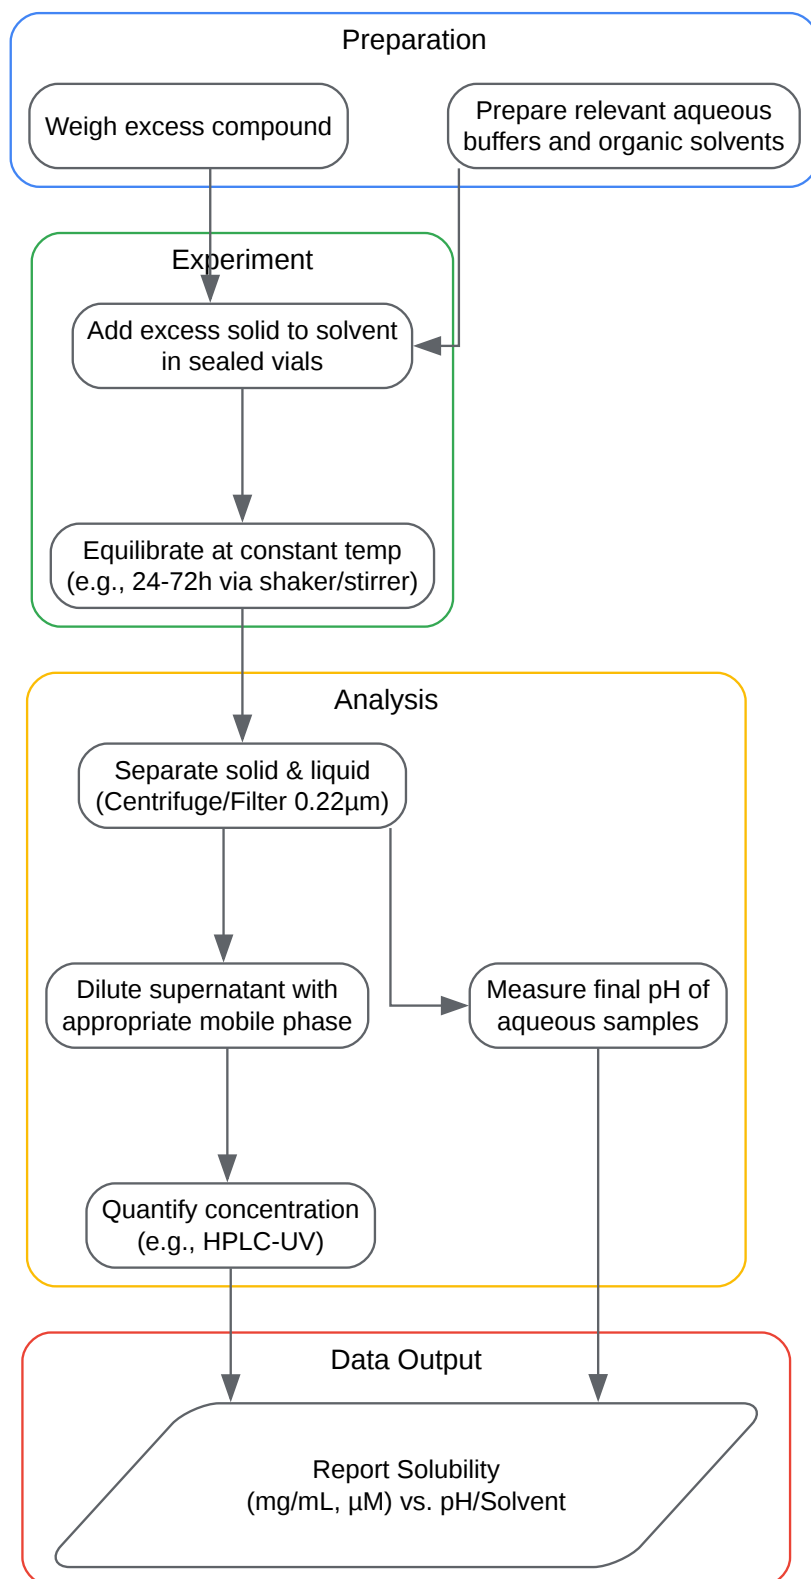 Preparation
Weigh excess compound
Prepare relevant aqueous
buffers and organic solvents
Experiment
Add excess solid to solvent
in sealed vials
Equilibrate at constant temp
(e.g., 24-72h via shaker/stirrer)
Analysis
Separate solid & liquid
(Centrifuge/Filter 0.22µm)
Dilute supernatant with
appropriate mobile phase
Measure final pH of
aqueous samples
Quantify concentration
(e.g., HPLC-UV)
Data Output
Report Solubility
(mg/mL, µM) vs. pH/Solvent